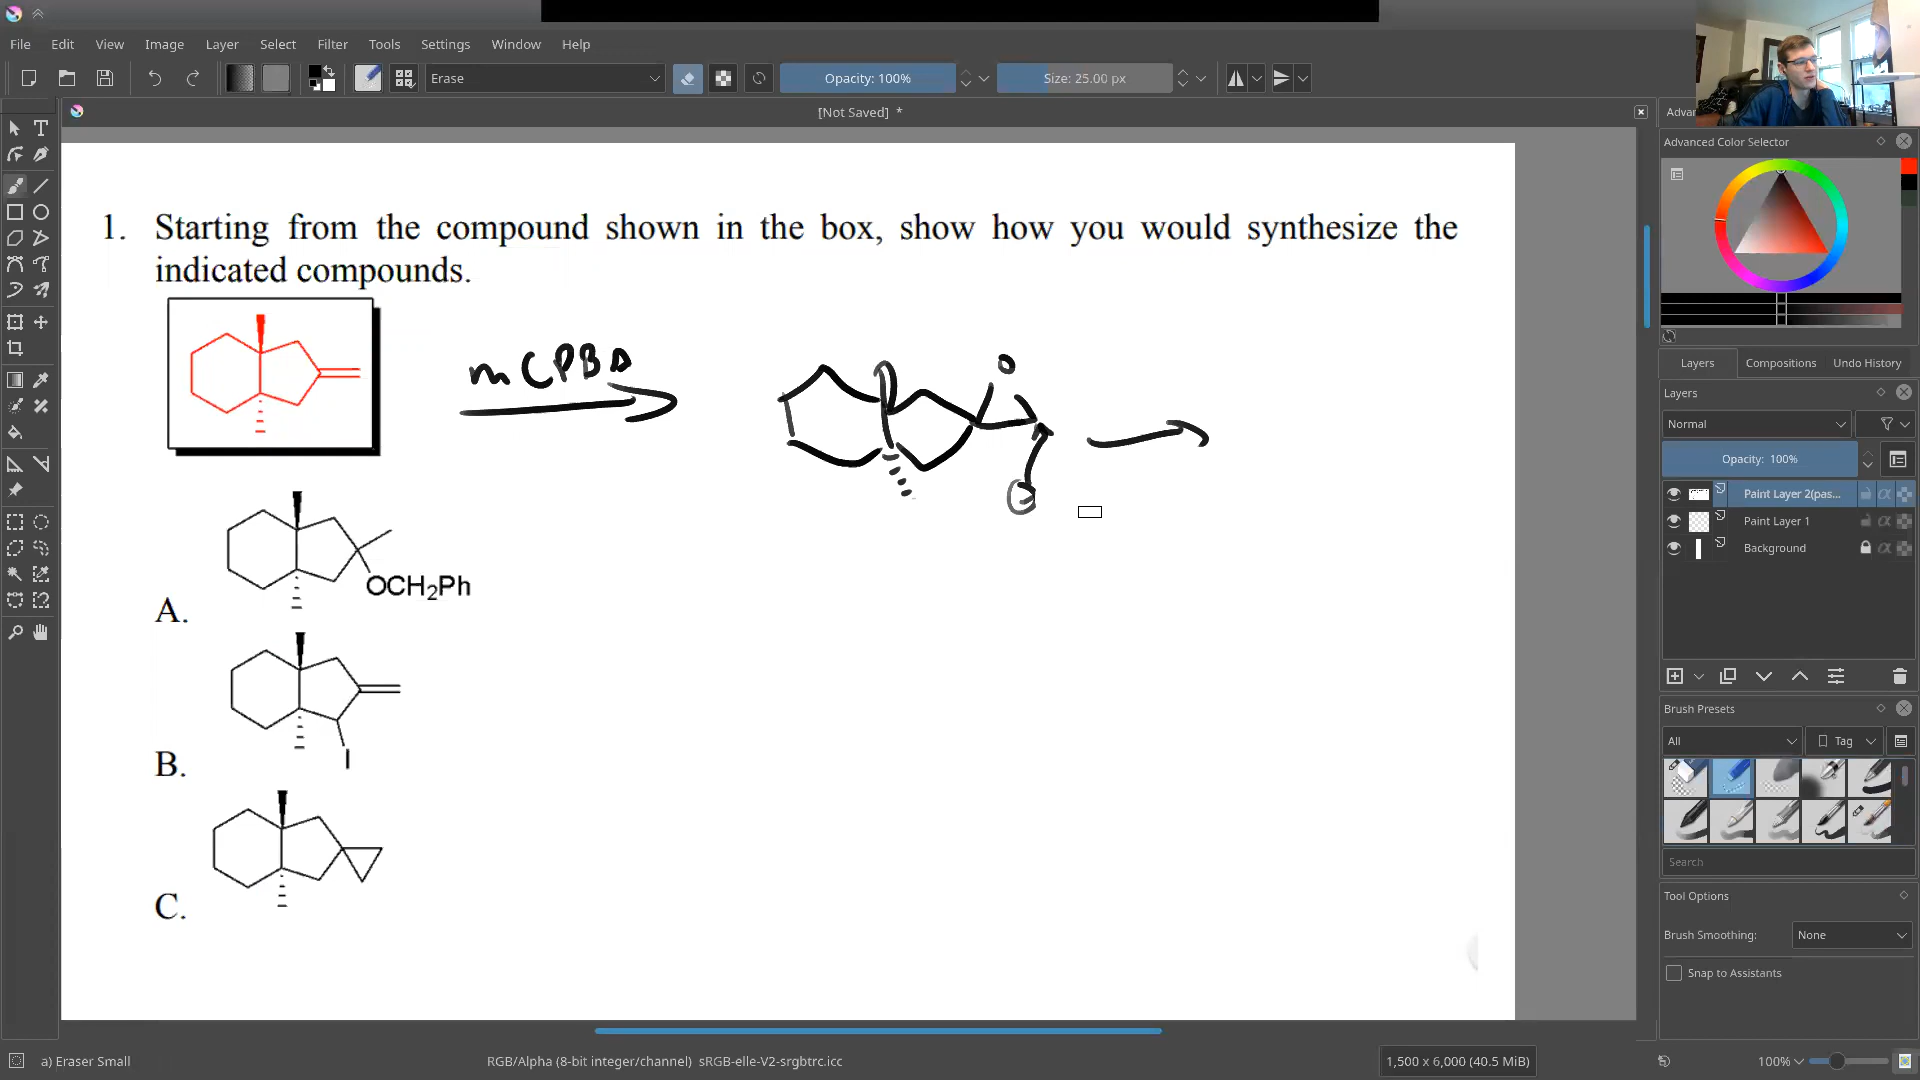 File Edit View Image Layer Select Filter Tools Settings Window Help
Erase
Opacity: 100%
Size: 25.00 px
[Not Saved] *
Advanced Color Selector
1. Starting from the compound shown in the box, show how you would synthesize the
indicated compounds.
mCPBA
O
OCH2Ph
A.
I
B.
C.
Layers Compositions Undo History
Layers
Normal
Opacity: 100%
Paint Layer 2(pas...
Paint Layer 1
Background
Brush Presets
All
Tag
Search
Tool Options
Brush Smoothing: None
Snap to Assistants
a) Eraser Small
RGB/Alpha (8-bit integer/channel) sRGB-elle-V2-srgbtrc.icc
1,500 x 6,000 (40.5 MiB)
100%